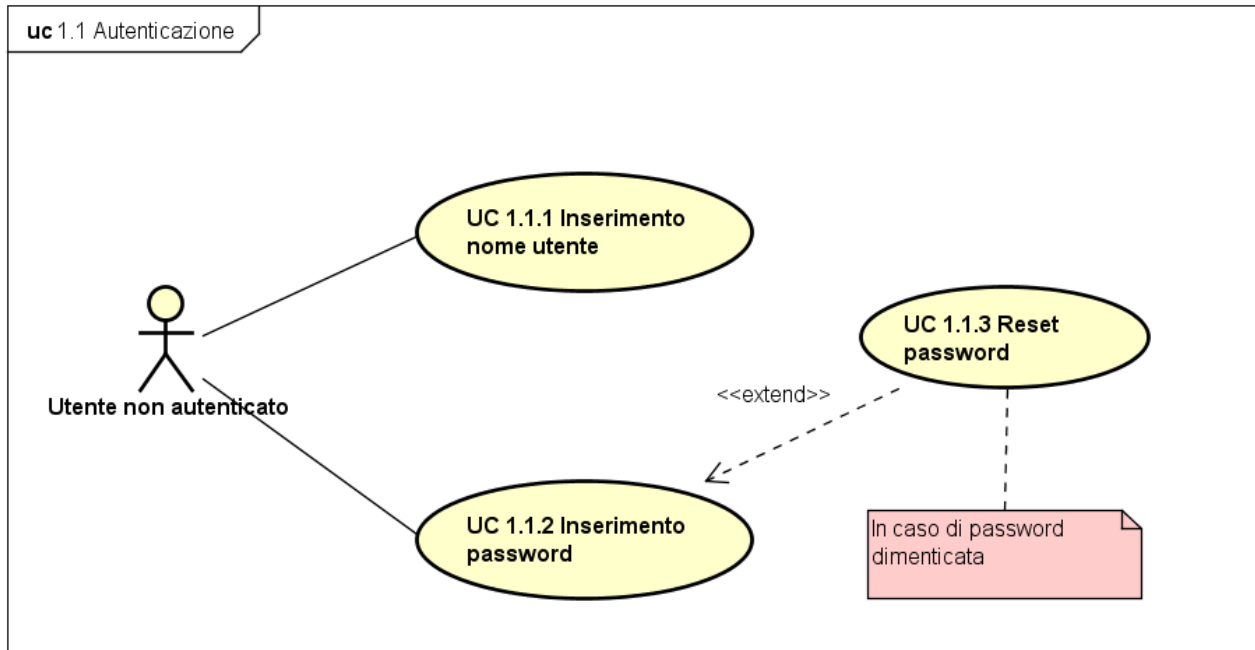 uc 1.1 Autenticazione
UC 1.1.1 Inserimento
nome utente
Utente non autenticato
UC 1.1.3 Reset
password
<<extend>>
UC 1.1.2 Inserimento
password
In caso di password
dimenticata